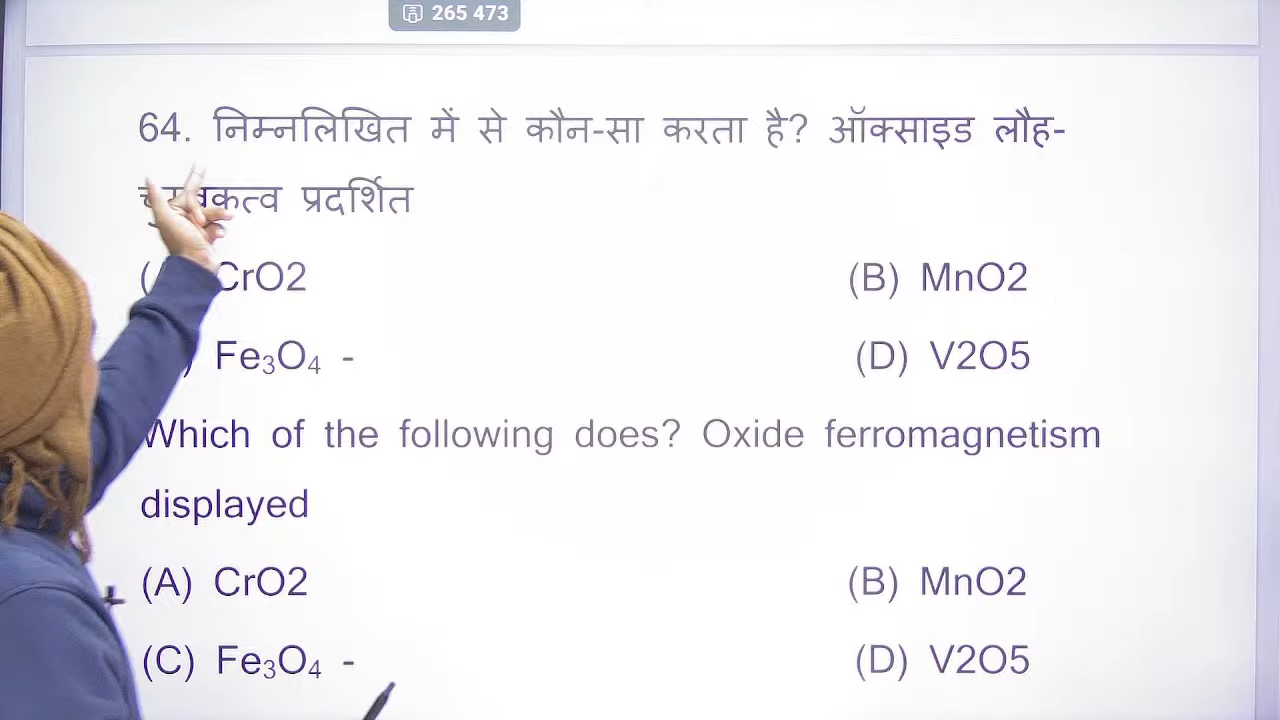 265 473
64. निम्नलिखित में से कौन-सा करता है? ऑक्साइड लौह-
प्रदर्शित
CrO2 (B) MnO2
Fe₃O₄ - (D) V2O5
Which of the following does? Oxide ferromagnetism
displayed
(A) CrO2 (B) MnO2
(C) Fe₃O₄ - (D) V2O5